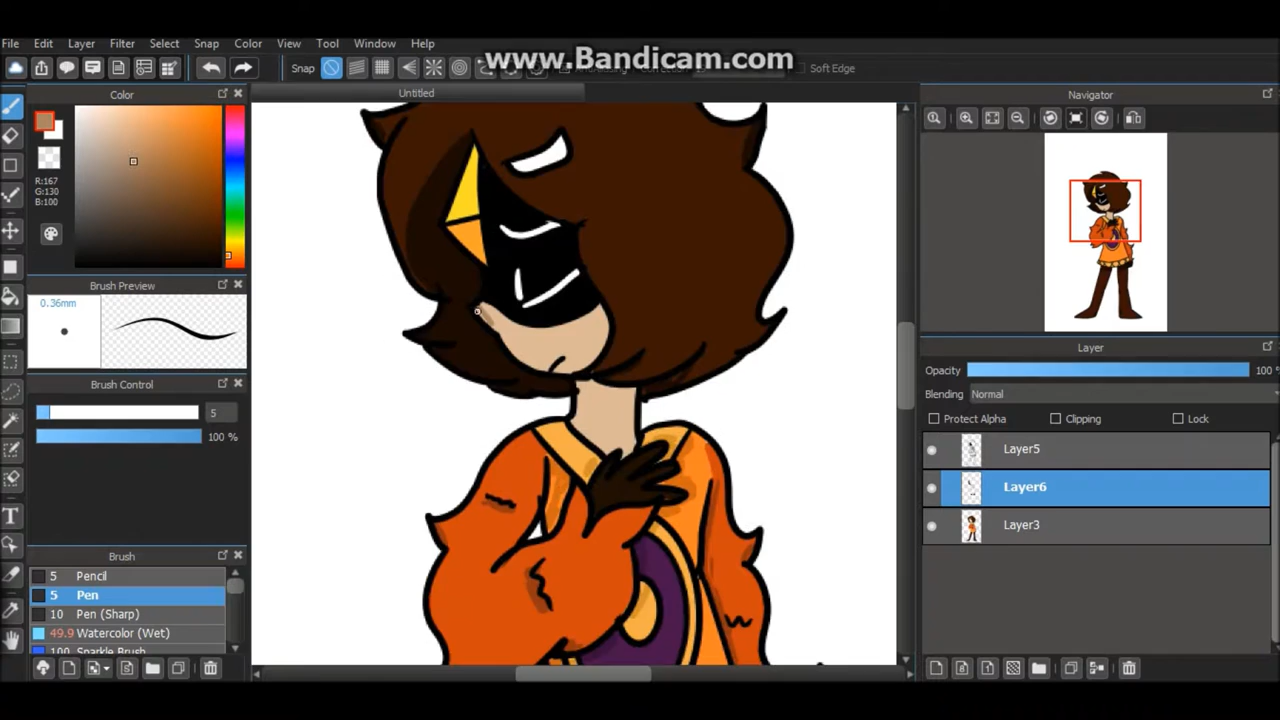 File Edit Layer Filter Select Snap Color View Tool Window Help
www.Bandicam.com
Snap
Soft Edge
Color
Untitled
Navigator
R:167
G:130
B:100
Brush Preview
0.36mm
Brush Control
5
100 %
Layer
Opacity 100 %
Blending Normal
Protect Alpha Clipping Lock
Layer5
Layer6
Layer3
Brush
5 Pencil
5 Pen
10 Pen (Sharp)
49.9 Watercolor (Wet)
100 Sparkle Brush
T